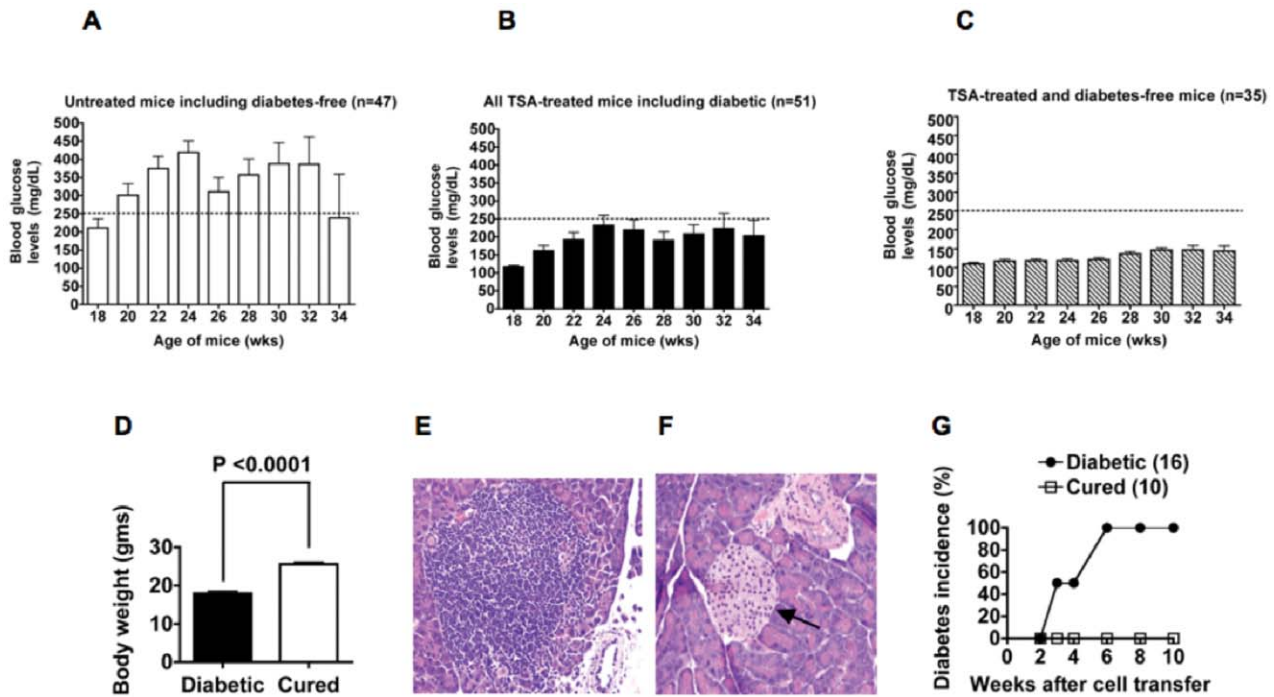 A
B
C
Untreated mice including diabetes-free (n=47)
All TSA-treated mice including diabetic (n=51)
TSA-treated and diabetes-free mice (n=35)
Blood glucose
levels (mg/dL)
500
450
400
350
300
250
200
150
100
50
0
18 20 22 24 26 28 30 32 34
Age of mice (wks)
Blood glucose
levels (mg/dL)
500
450
400
350
300
250
200
150
100
50
0
18 20 22 24 26 28 30 32 34
Age of mice (wks)
Blood glucose
levels (mg/dL)
500
450
400
350
300
250
200
150
100
50
0
18 20 22 24 26 28 30 32 34
Age of mice (wks)
D
E
F
G
P <0.0001
Body weight (gms)
30
20
10
0
Diabetic Cured
Diabetic (16)
Cured (10)
Diabetes incidence (%)
100
80
60
40
20
0
0 2 4 6 8 10
Weeks after cell transfer